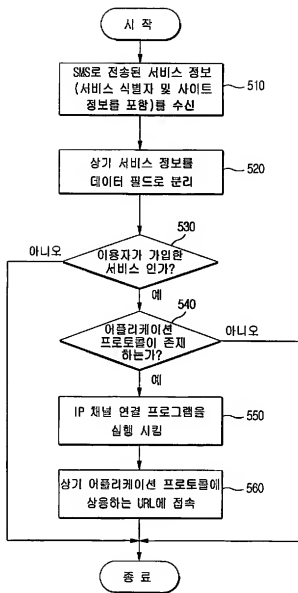 시 작
SMS로 전송된 서비스 정보
(서비스 식별자 및 사이트
정보를 포함)를 수신
510
상기 서비스 정보를
데이터 필드로 분리
520
530
아니오
이용자가 가입한
서비스 인가?
예
540
어플리케이션
프로토콜이 존재
하는가?
아니오
예
IP 채널 연결 프로그램을
실행 시킴
550
상기 어플리케이션 프로토콜에
상응하는 URL에 접속
560
종 료